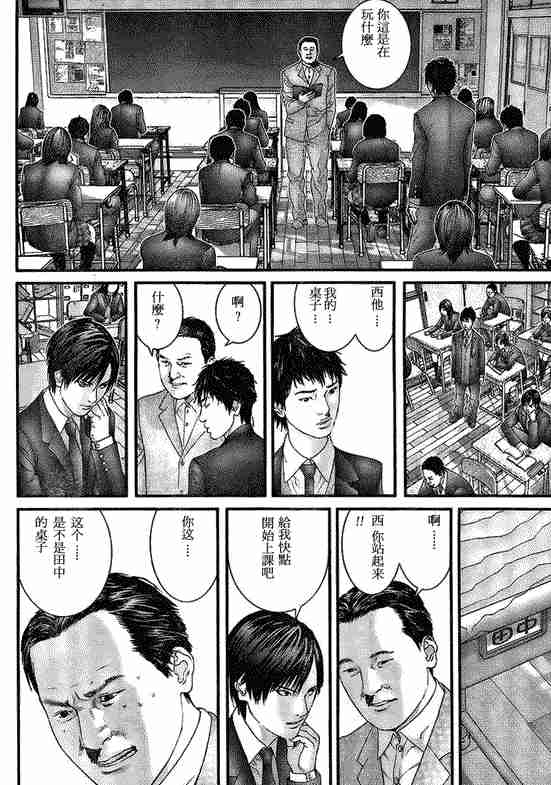 你這是在
玩什麼
西他…
我的…
桌子…
啊？
什麼？
啊……
西 你站起來
!!
田中
給我快點
開始上課吧
你这…
这个…
是不是田中
的桌子